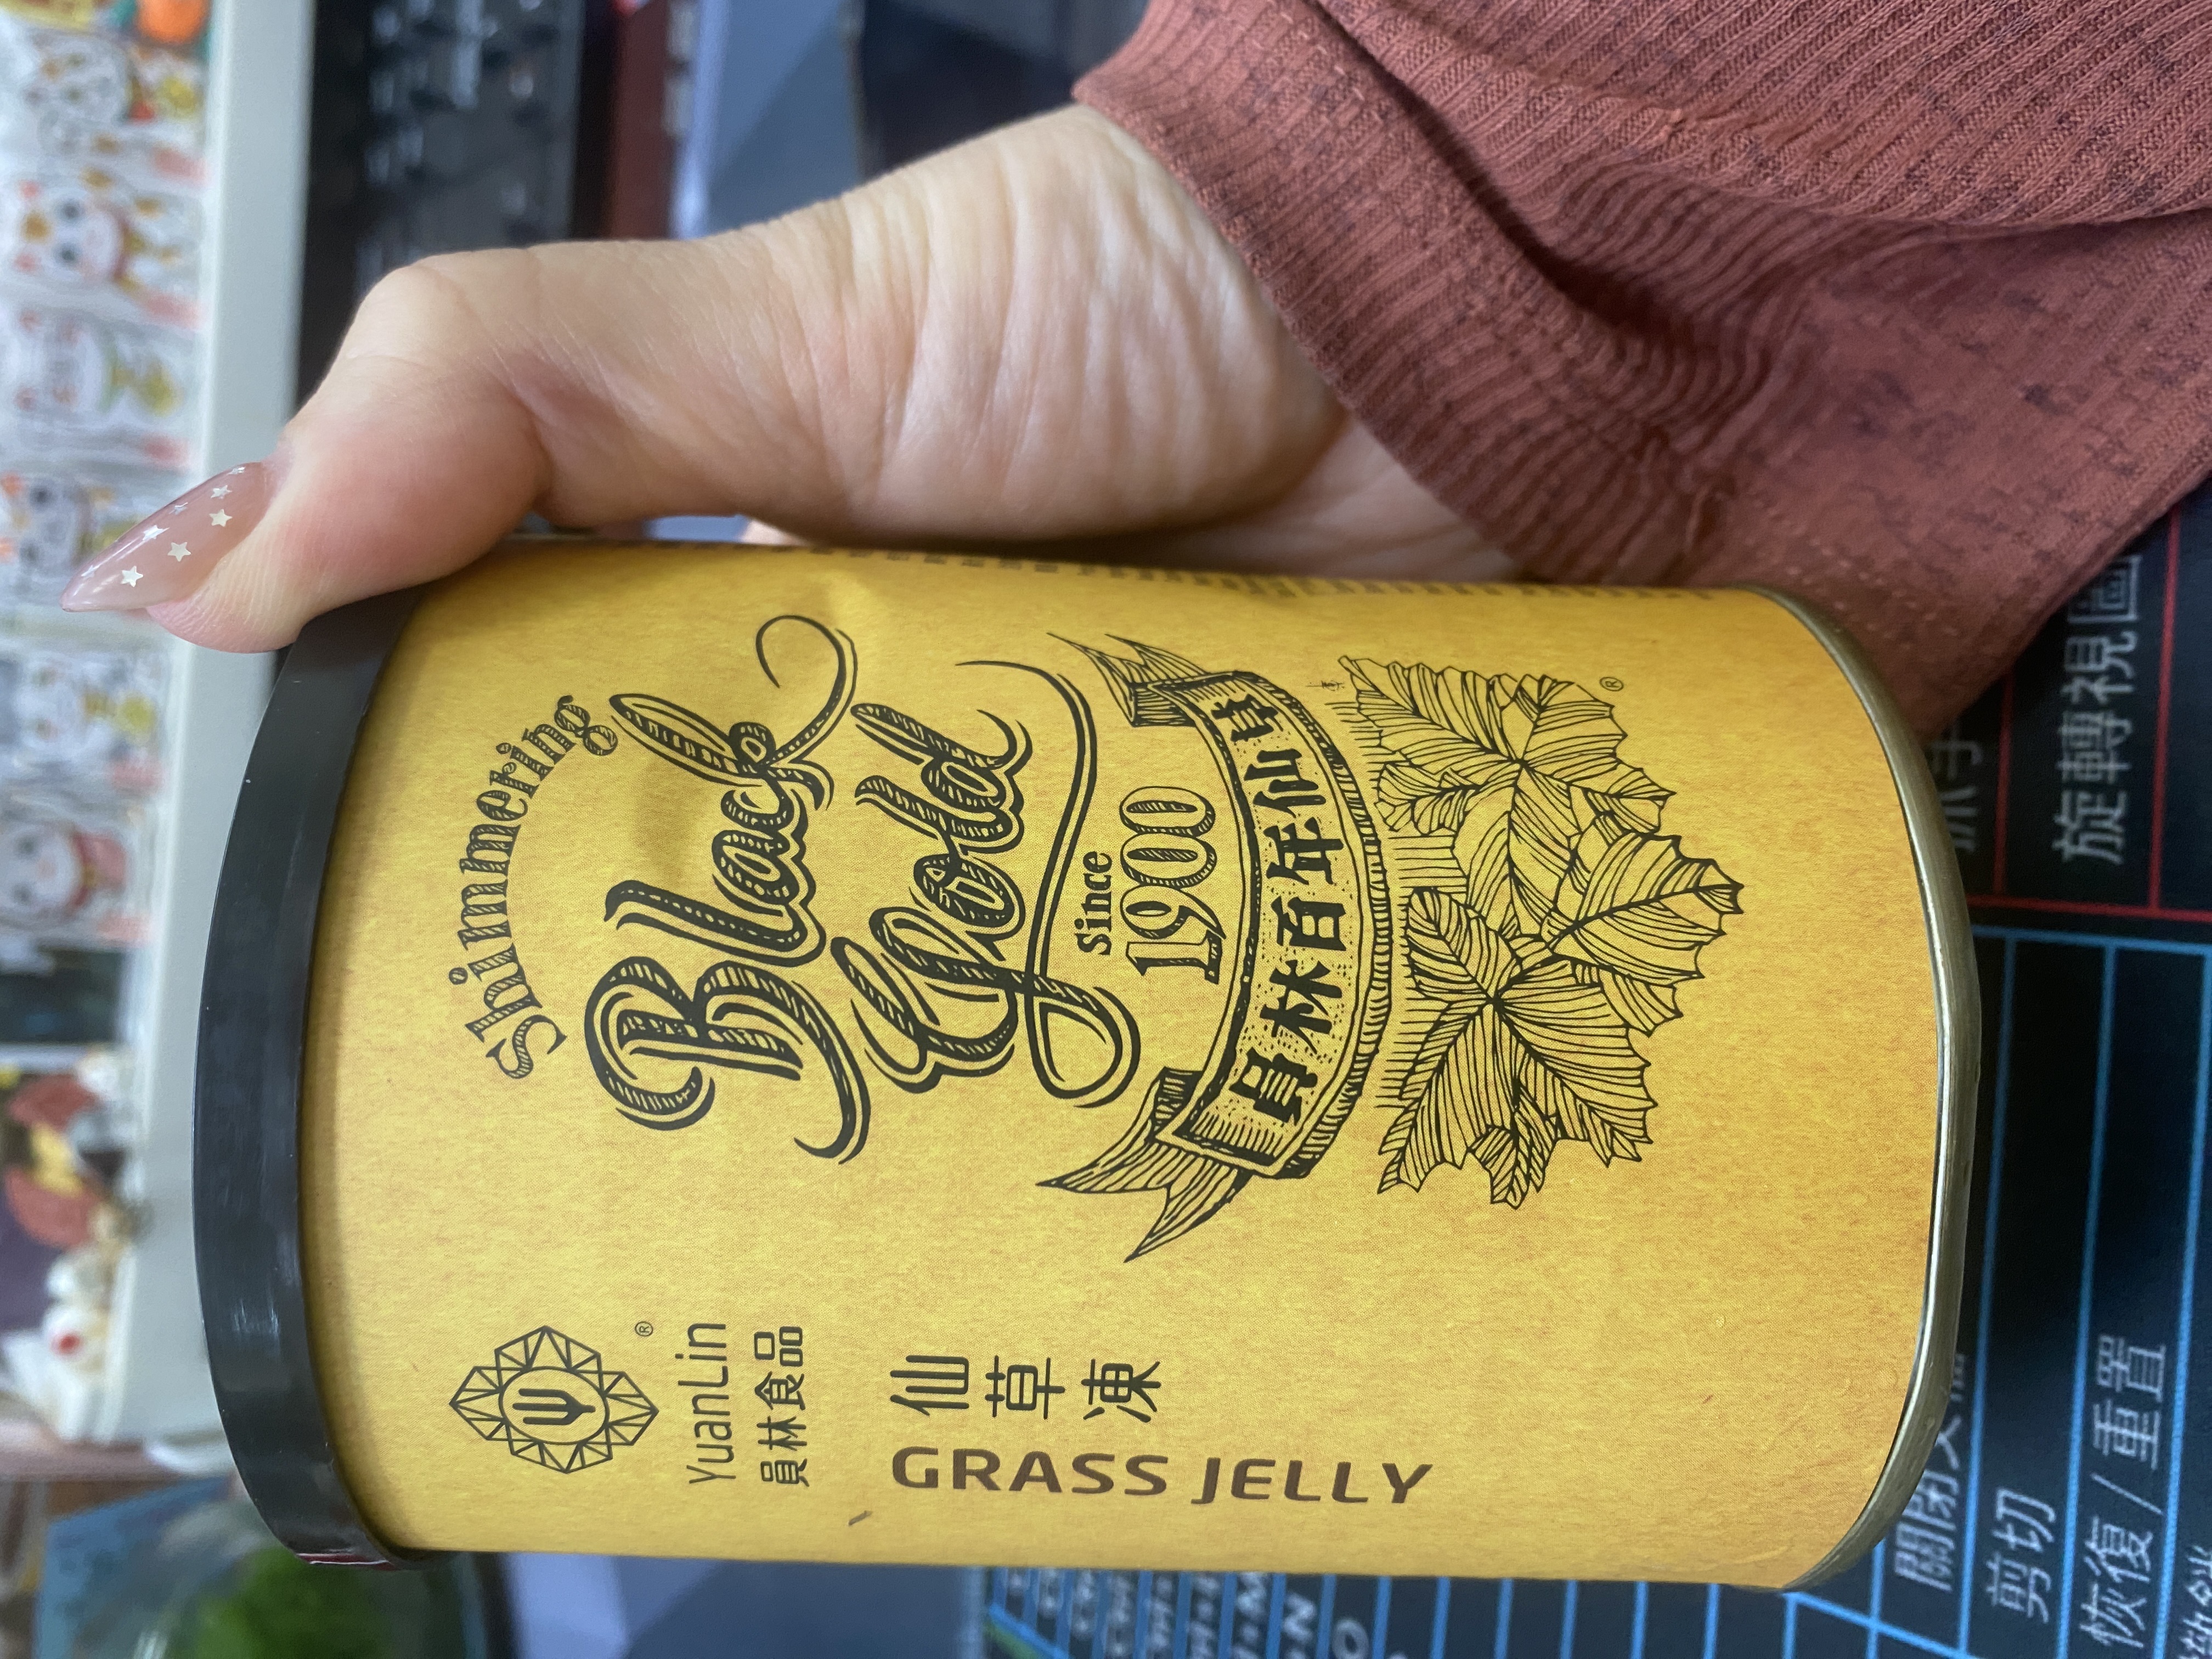 Shimmering
Black
Gold
Since
1900
員林百年仙草
®
®
YuanLin
員林食品
仙草凍
GRASS JELLY
旋轉視圖
關閉文檔
剪切
恢復/重置